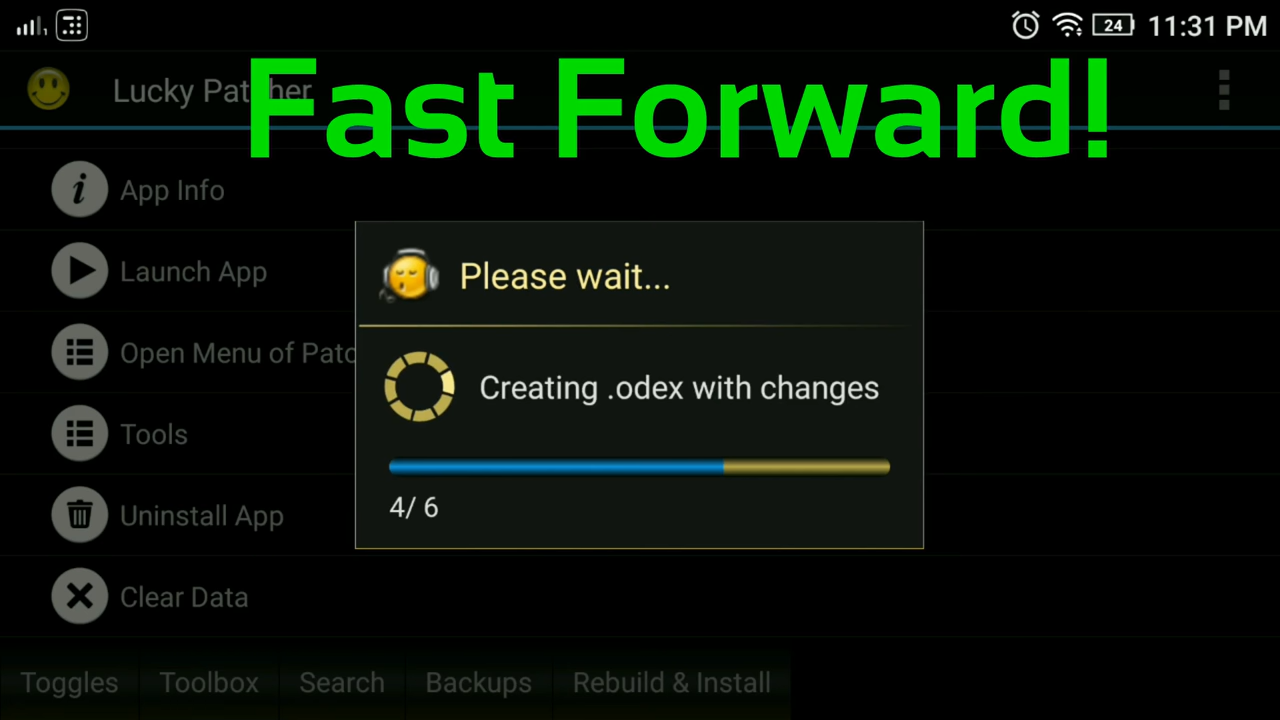 24 11:31 PM
Lucky Patcher
Fast Forward!
App Info
Launch App
Open Menu of Patc
Tools
Uninstall App
Clear Data
Please wait...
Creating .odex with changes
4/ 6
Toggles Toolbox Search Backups Rebuild & Install